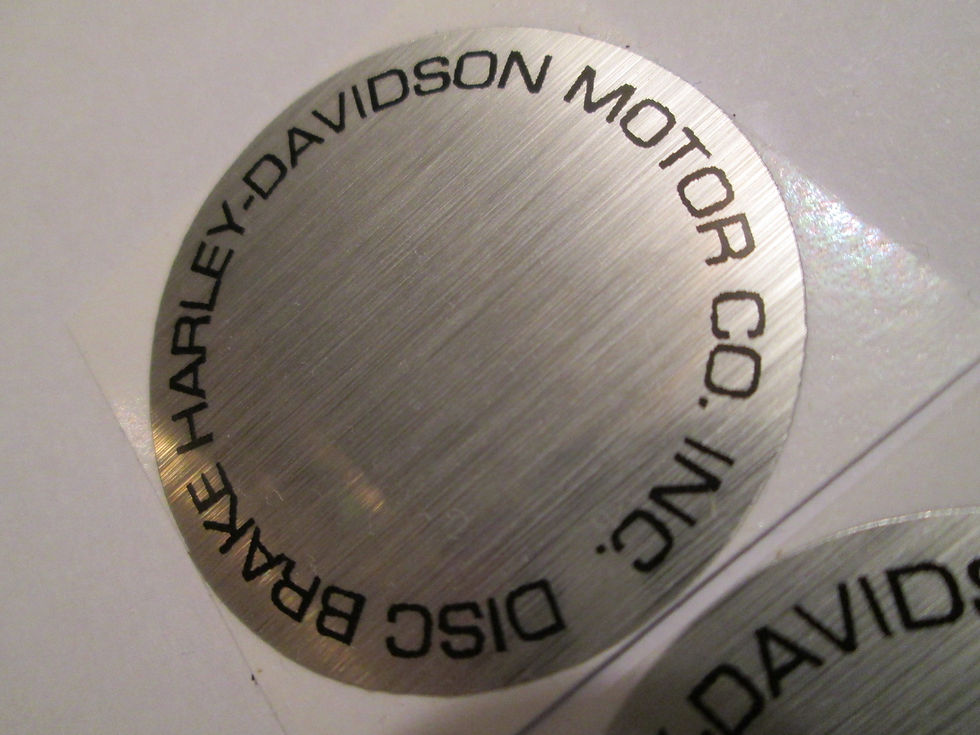 HARLEY-DAVIDSON MOTOR CO. INC. DISC BRAKE
-DAVIDS